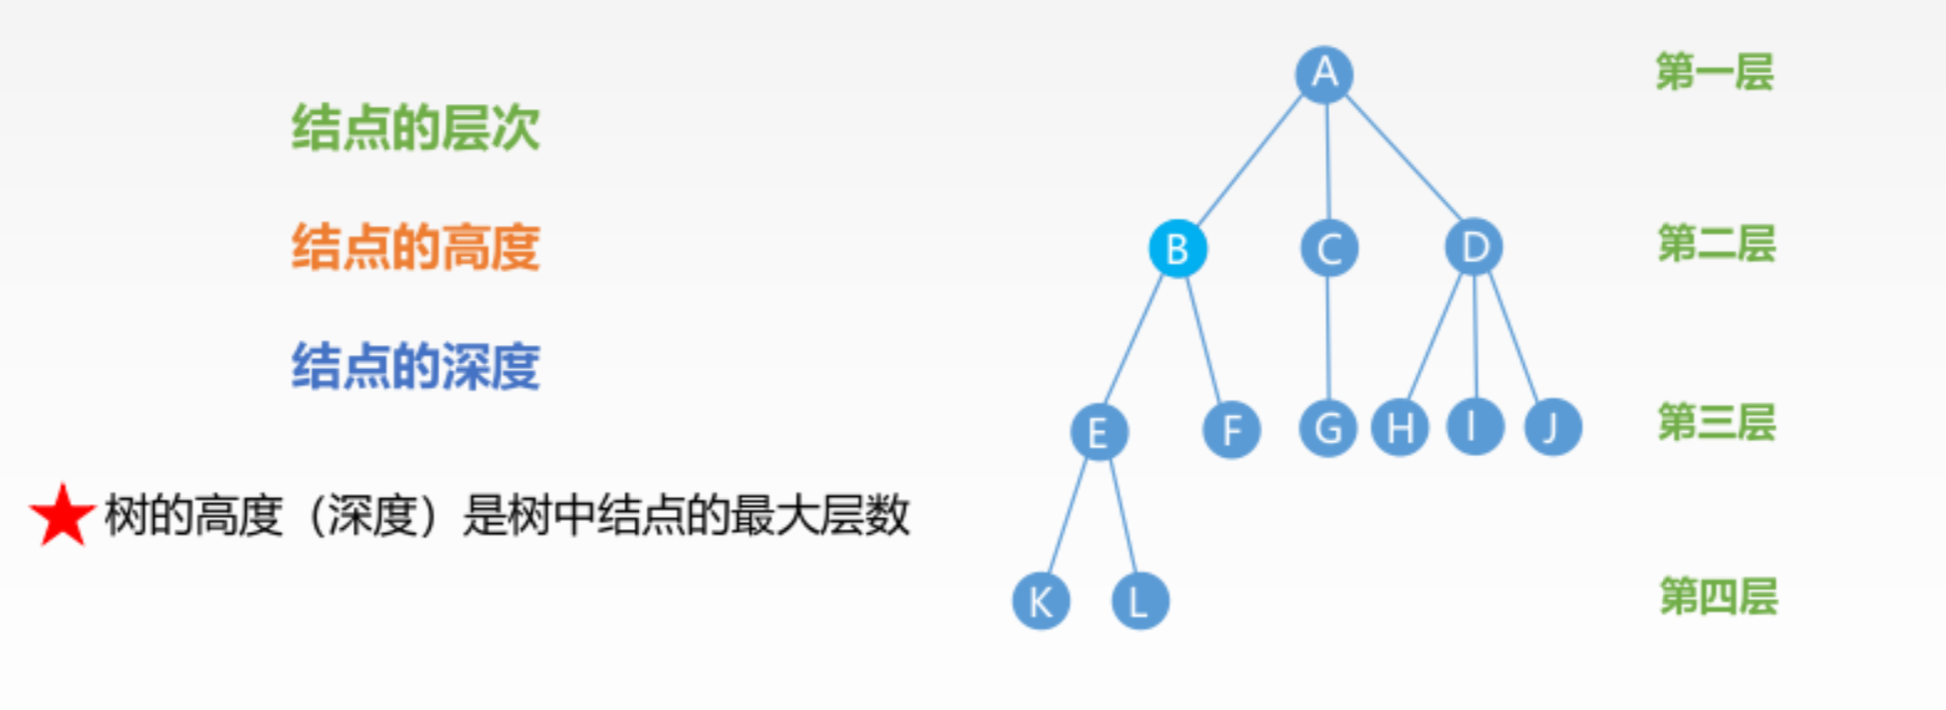 A
第一层
结点的层次
结点的高度
B
C
D
第二层
结点的深度
E
F
G
H
I
J
第三层
树的高度（深度）是树中结点的最大层数
K
L
第四层